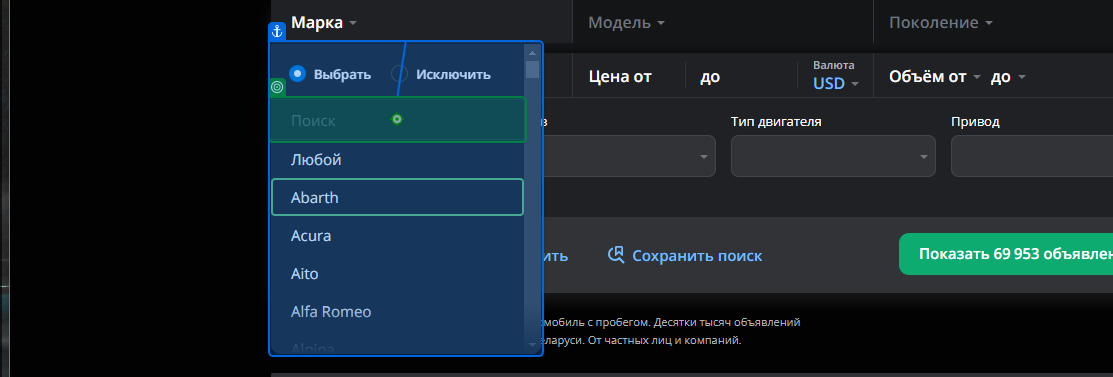 Марка
Модель
Поколение
Выбрать
Исключить
Цена от
до
Валюта
USD
Объём от
до
Поиск
в
Тип двигателя
Привод
Любой
Abarth
Acura
Aito
Alfa Romeo
Alpina
ить
Сохранить поиск
Показать 69 953 объявлен
мобиль с пробегом. Десятки тысяч объявлений
еларуси. От частных лиц и компаний.